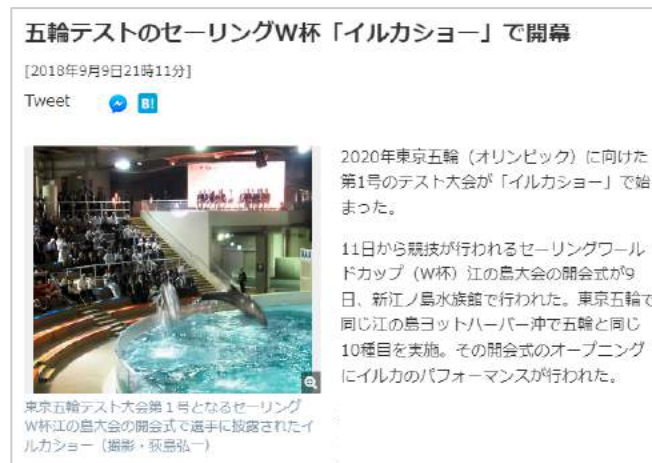 五輪テストのセーリングW杯「イルカショー」で開幕
[2018年9月9日21時11分]
Tweet
B!
2020年東京五輪（オリンピック）に向けた
第1号のテスト大会が「イルカショー」で始
まった。
11日から競技が行われるセーリングワール
ドカップ（W杯）江の島大会の開会式が9
日、新江ノ島水族館で行われた。東京五輪で
同じ江の島ヨットハーバー沖で五輪と同じ
10種目を実施。その開会式のオープニング
にイルカのパフォーマンスが行われた。
東京五輪テスト大会第１号となるセーリング
W杯江の島大会の開会式で選手に披露されたイ
ルカショー（撮影・荻島弘一）